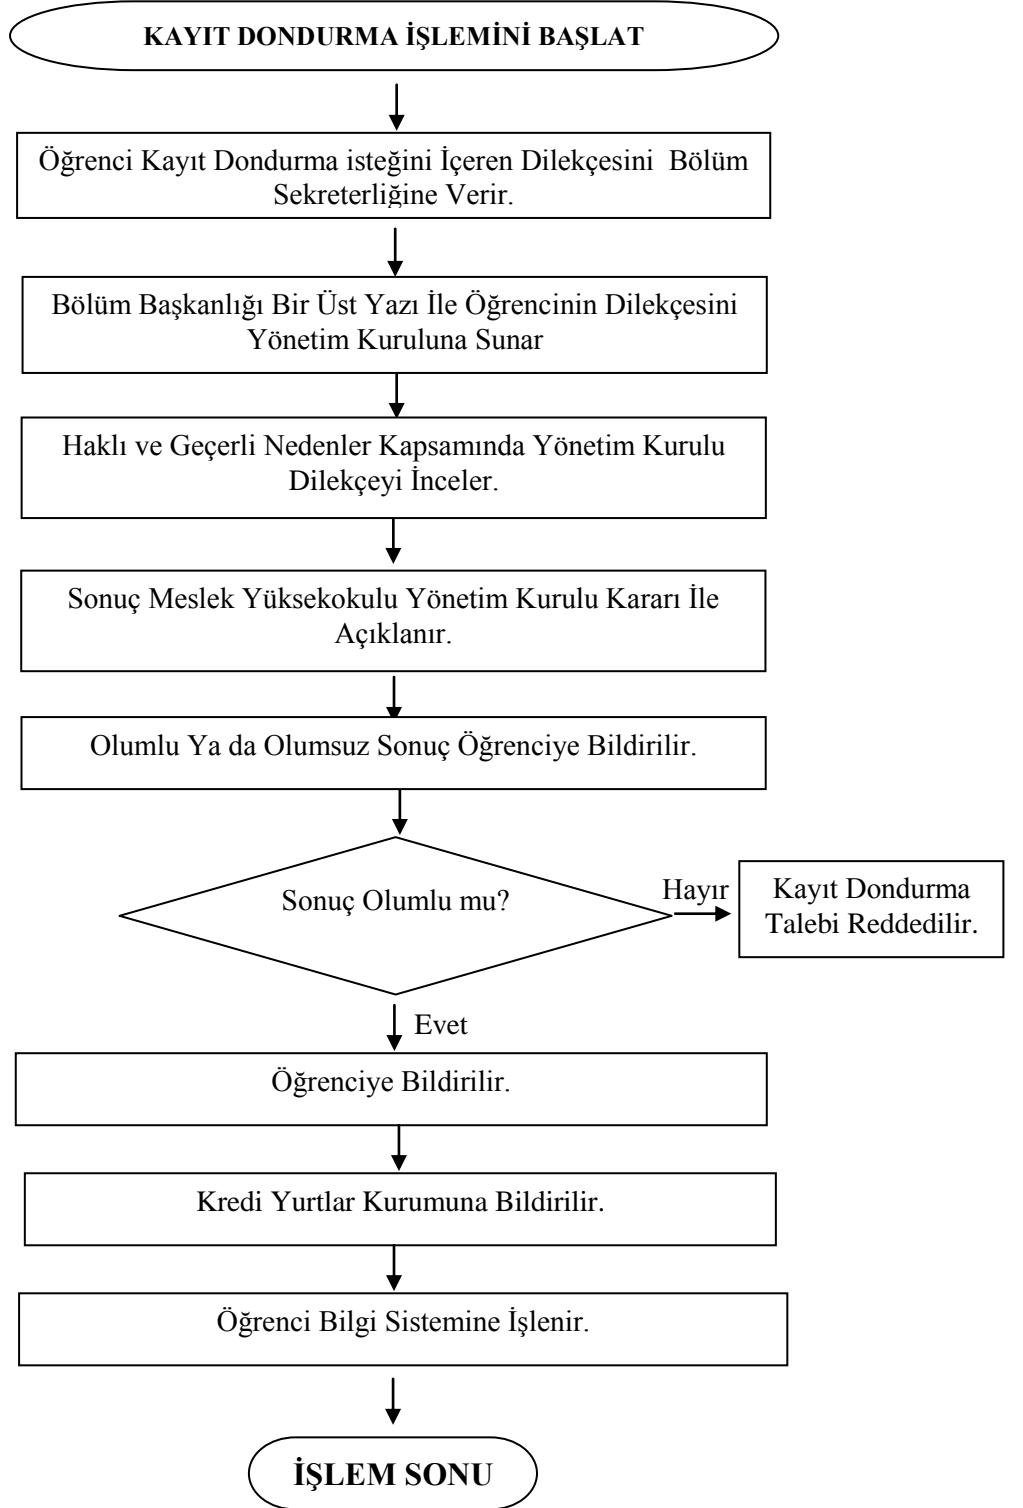 KAYIT DONDURMA İŞLEMİNİ BAŞLAT
Öğrenci Kayıt Dondurma isteğini İçeren Dilekçesini Bölüm
Sekreterliğine Verir.
Bölüm Başkanlığı Bir Üst Yazı İle Öğrencinin Dilekçesini
Yönetim Kuruluna Sunar
Haklı ve Geçerli Nedenler Kapsamında Yönetim Kurulu
Dilekçeyi İnceler.
Sonuç Meslek Yüksekokulu Yönetim Kurulu Kararı İle
Açıklanır.
Olumlu Ya da Olumsuz Sonuç Öğrenciye Bildirilir.
Sonuç Olumlu mu?
Hayır
Kayıt Dondurma
Talebi Reddedilir.
Evet
Öğrenciye Bildirilir.
Kredi Yurtlar Kurumuna Bildirilir.
Öğrenci Bilgi Sistemine İşlenir.
İŞLEM SONU